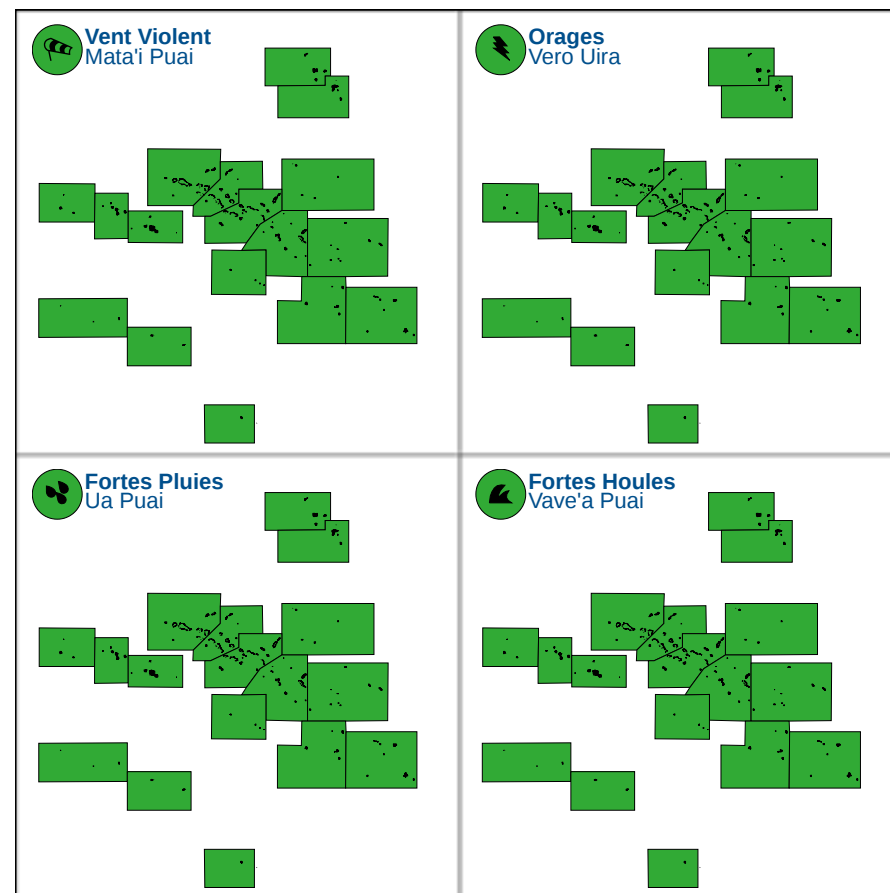 Vent Violent
Mata'i Puai
Orages
Vero Uira
Fortes Pluies
Ua Puai
Fortes Houles
Vave'a Puai